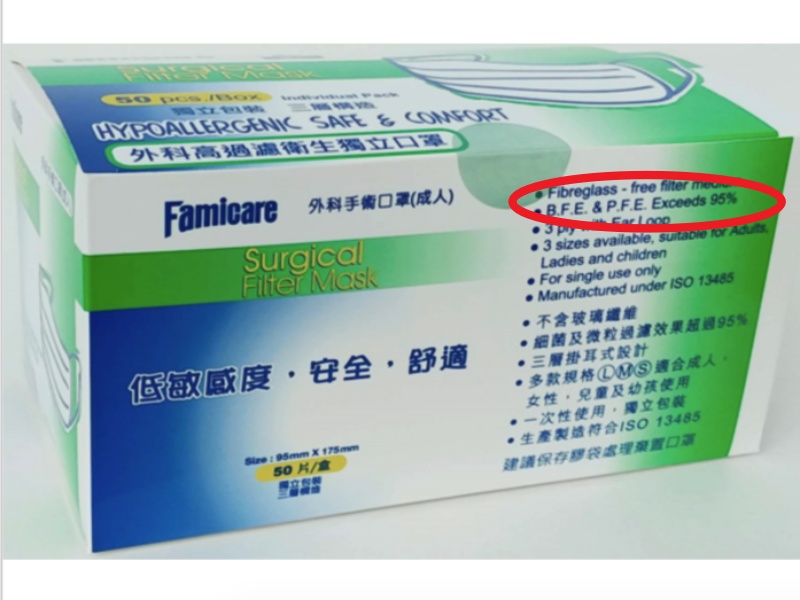 Surgical
Filter Mask
50 pcs./Box Individual Pack
獨立包裝 三層構造
HYPOALLERGENIC SAFE & COMFORT
外科高過濾衛生獨立口罩
Famicare 外科手術口罩(成人)
Surgical
Filter Mask
低敏感度·安全·舒適
Size : 95mm X 175mm
50 片/盒
獨立包裝
三層構造
• Fibreglass - free filter
• B.F.E. & P.F.E. Exceeds 95%
• 3 ply with Ear Loop
• 3 sizes available, suitable for Adults,
Ladies and children
• For single use only
• Manufactured under ISO 13485
• 不含玻璃纖維
• 細菌及微粒過濾效果超過95%
• 三層掛耳式設計
• 多款規格ⓁⓂⓈ適合成人,
女性,兒童及幼孩使用
• 一次性使用,獨立包裝
• 生產製造符合ISO 13485
建議保存膠袋處理棄置口罩